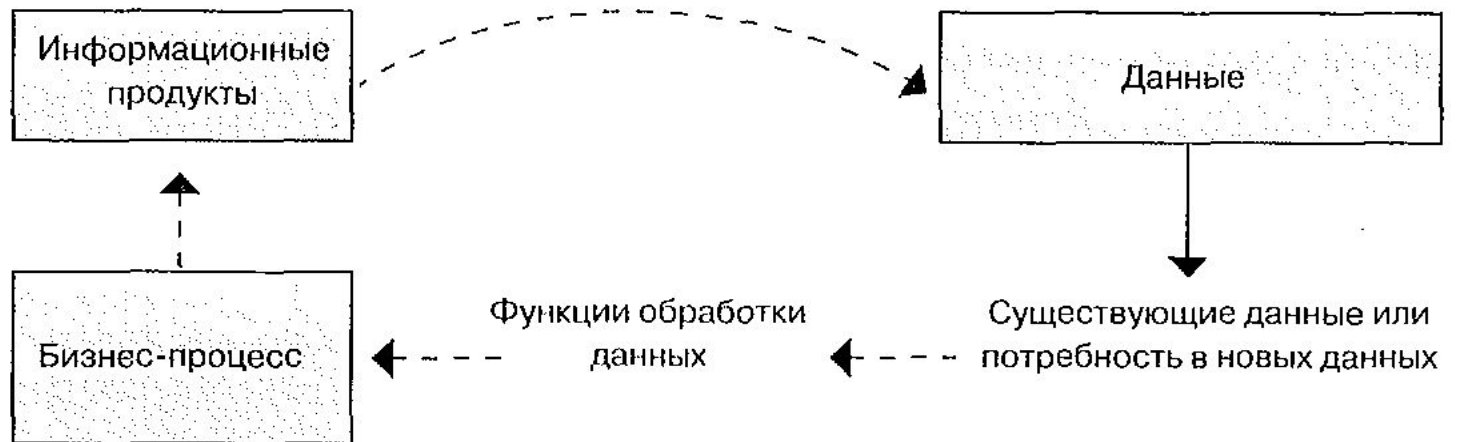 Информационные
продукты
Данные
Бизнес-процесс
Функции обработки
данных
Существующие данные или
потребность в новых данных